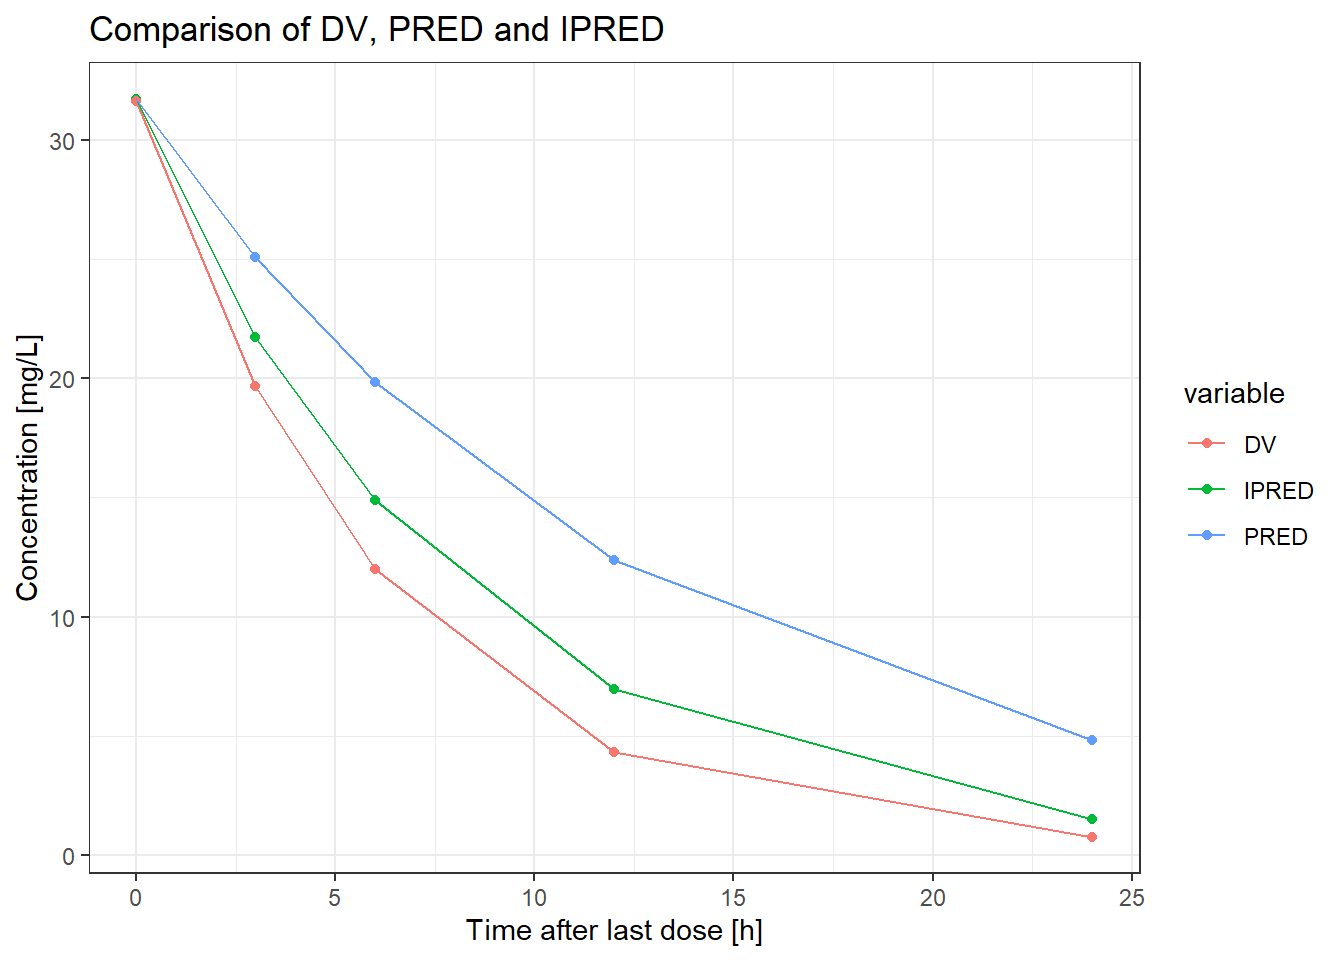 Comparison of DV, PRED and IPRED
Concentration [mg/L]
30
20
10
0
0 5 10 15 20 25
Time after last dose [h]
variable
DV
IPRED
PRED